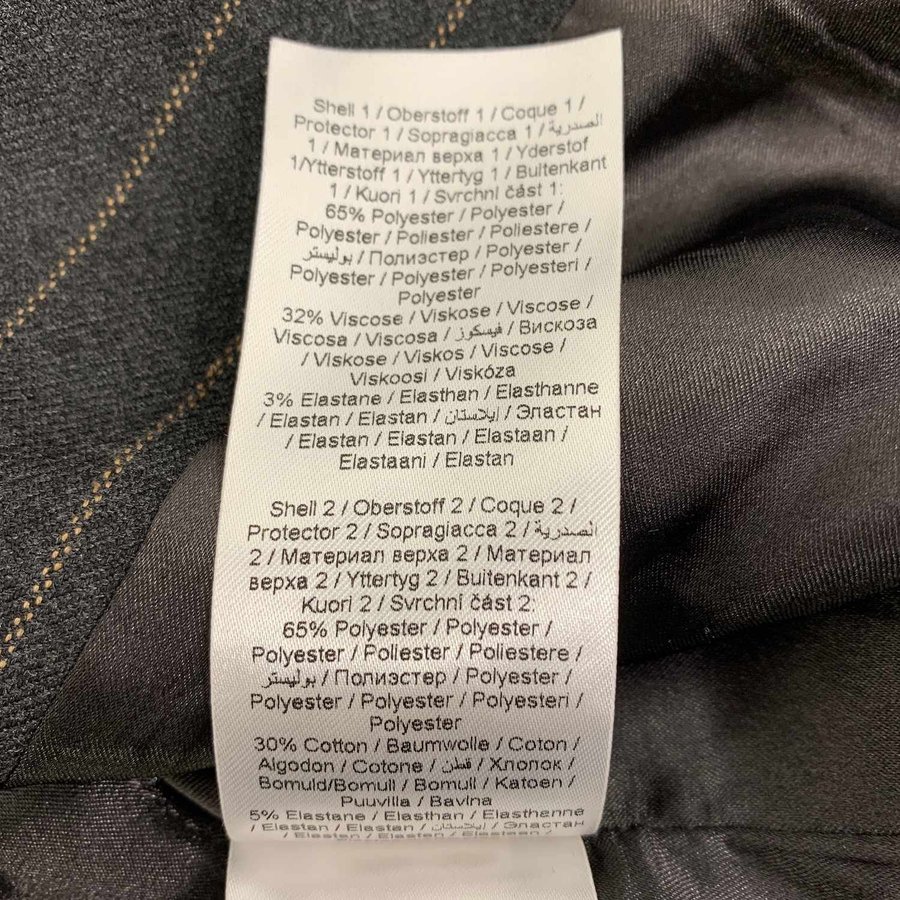 Shell 1 / Oberstoff 1 / Coque 1 /
Protector 1 / Sopragiacca 1 / الصدرية
1 / Материал верха 1 / Yderstof
1/Ytterstoff 1 / Yttertyg 1 / Buitenkant
1 / Kuori 1 / Svrchní část 1:
65% Polyester / Polyester /
Polyester / Poliester / Poliestere /
بوليستر / Полиэстер / Polyester /
Polyester / Polyester / Polyesteri /
Polyester
32% Viscose / Viskose / Viscose /
Viscosa / Viscosa / فيسكوز / Вискоза
/ Viskose / Viskos / Viscose /
Viskoosi / Viskóza
3% Elastane / Elasthan / Elasthanne
/ Elastan / Elastan / إيلاستان / Эластан
/ Elastan / Elastan / Elastaan /
Elastaani / Elastan
Shell 2 / Oberstoff 2 / Coque 2 /
Protector 2 / Sopragiacca 2 / الصدرية
2 / Материал верха 2 / Материал
верха 2 / Yttertyg 2 / Buitenkant 2 /
Kuori 2 / Svrchní část 2:
65% Polyester / Polyester /
Polyester / Poliester / Poliestere /
بوليستر / Полиэстер / Polyester /
Polyester / Polyester / Polyesteri /
Polyester
30% Cotton / Baumwolle / Coton /
Algodon / Cotone / قطن / Хлопок /
Bomuld/Bomull / Bomull / Katoen /
Puuvilla / Bavlna
5% Elastane / Elasthan / Elasthanne
/ Elastan / Elastan / إيلاستان / Эластан
/ Elastan / Elastan / Elastaan /